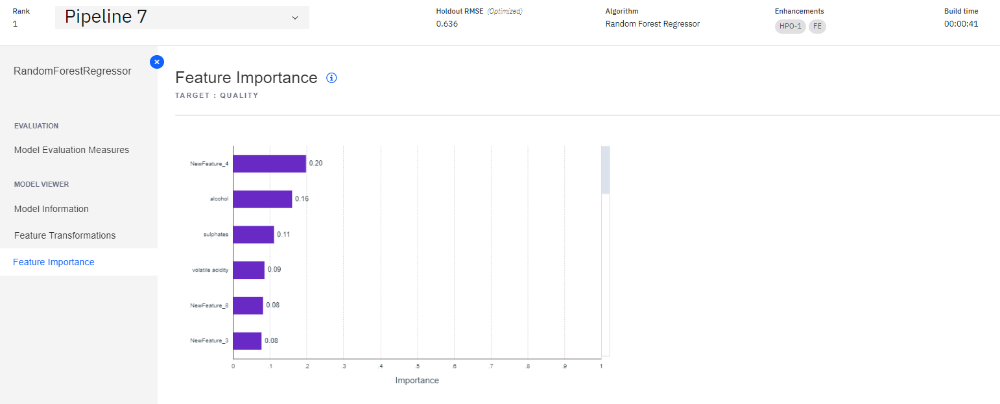 Rank
1
Pipeline 7
Holdout RMSE (Optimized)
0.636
Algorithm
Random Forest Regressor
Enhancements
HPO-1 FE
Build time
00:00:41
RandomForestRegressor
EVALUATION
Model Evaluation Measures
MODEL VIEWER
Model Information
Feature Transformations
Feature Importance
Feature Importance
TARGET : QUALITY
NewFeature_4 0.20
alcohol 0.16
sulphates 0.11
volatile acidity 0.09
NewFeature_8 0.08
NewFeature_3 0.08
0 .1 .2 .3 .4 .5 .6 .7 .8 .9 1
Importance